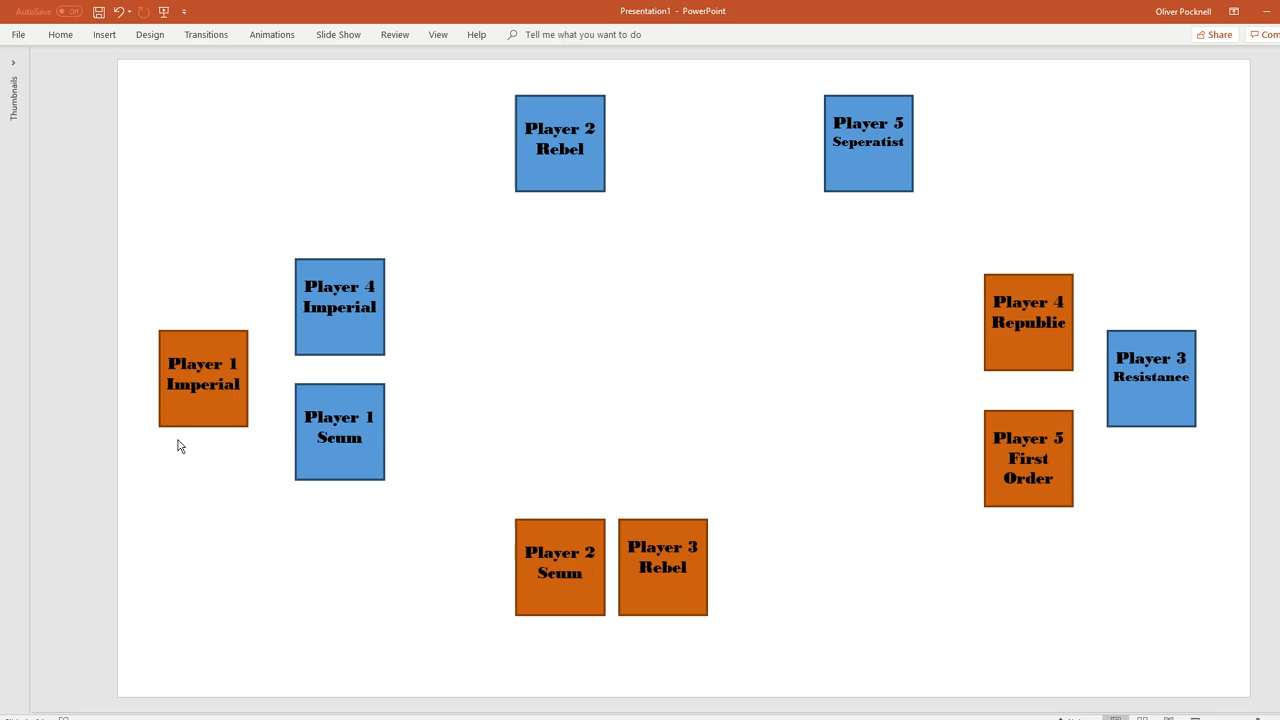 AutoSave Off
Presentation1 - PowerPoint
Oliver Pocknell
File Home Insert Design Transitions Animations Slide Show Review View Help Tell me what you want to do
Share
Com
Thumbnails
Player 2
Rebel
Player 5
Seperatist
Player 4
Imperial
Player 4
Republic
Player 1
Imperial
Player 3
Resistance
Player 1
Scum
Player 5
First
Order
Player 2
Scum
Player 3
Rebel